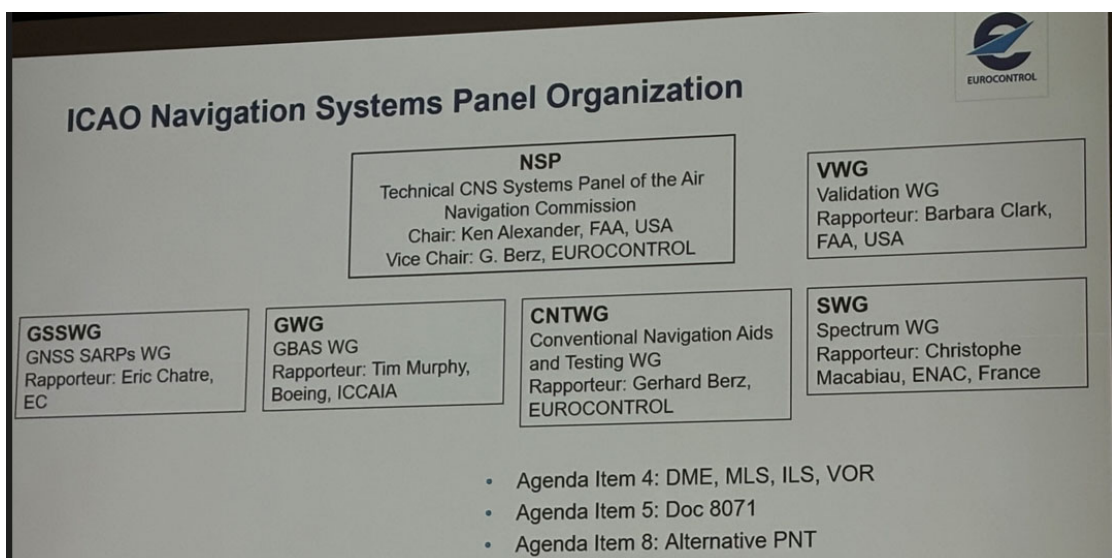 EUROCONTROL
ICAO Navigation Systems Panel Organization
NSP
Technical CNS Systems Panel of the Air
Navigation Commission
Chair: Ken Alexander, FAA, USA
Vice Chair: G. Berz, EUROCONTROL
VWG
Validation WG
Rapporteur: Barbara Clark,
FAA, USA
GSSWG
GNSS SARPs WG
Rapporteur: Eric Chatre,
EC
GWG
GBAS WG
Rapporteur: Tim Murphy,
Boeing, ICCAIA
CNTWG
Conventional Navigation Aids
and Testing WG
Rapporteur: Gerhard Berz,
EUROCONTROL
SWG
Spectrum WG
Rapporteur: Christophe
Macabiau, ENAC, France
• Agenda Item 4: DME, MLS, ILS, VOR
• Agenda Item 5: Doc 8071
• Agenda Item 8: Alternative PNT